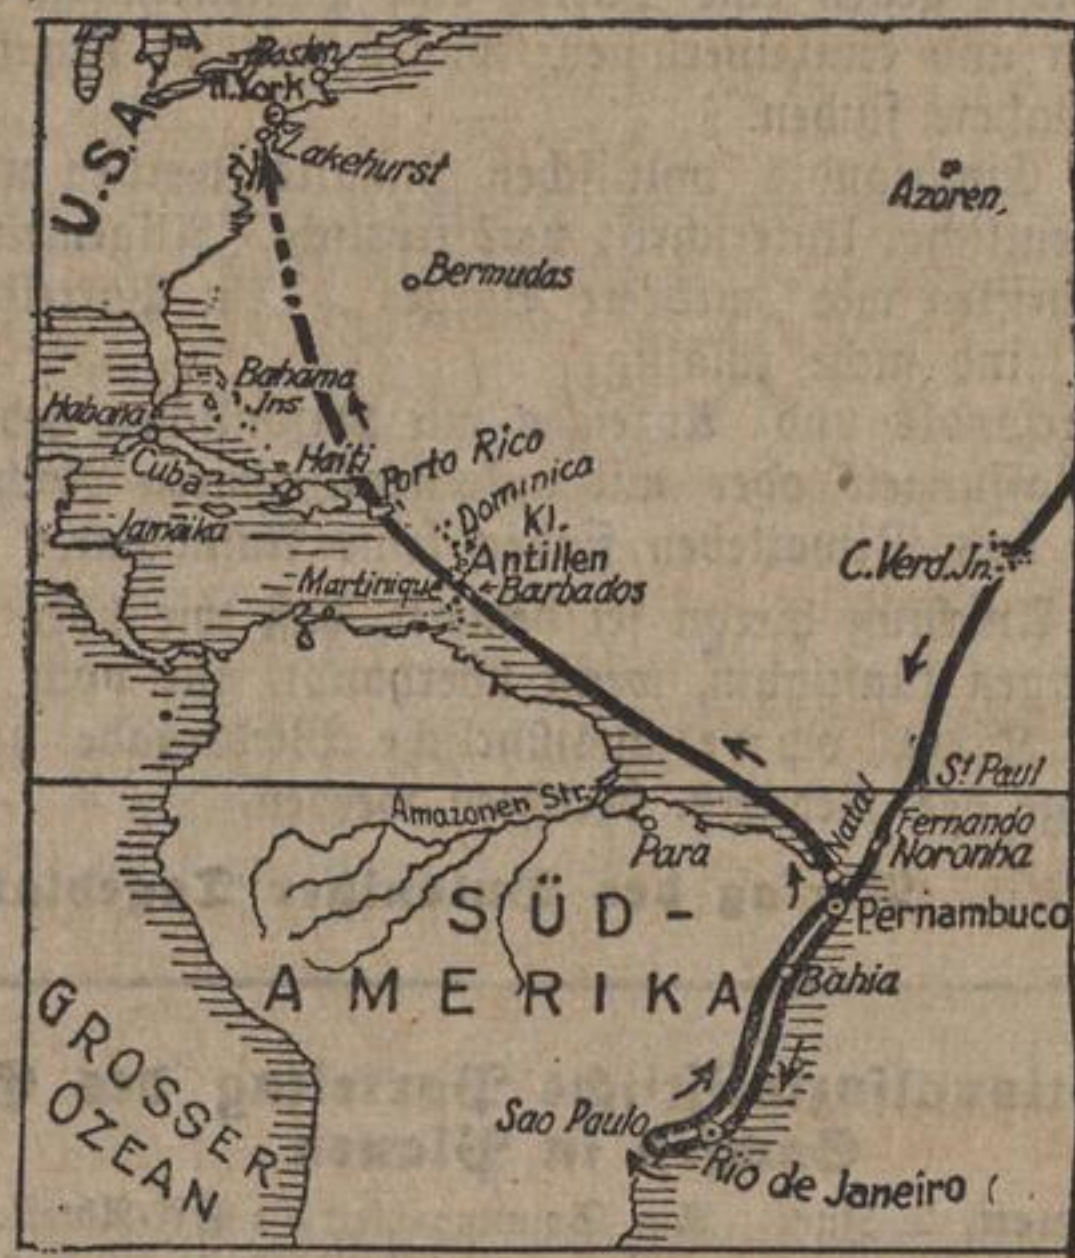 Boston
N.York
Lakehurst
U.S.A
Azoren,
Bermudas
Bahama
Jns
Habana
Haiti
Porto Rico
Cuba
Dominica
Kl.
Antillen
Jamaika
C.Verd.Jn.
Martinique
Barbados
St Paul
Amazonen Str.
Natal
Fernando
Noronha
Para
SÜD-
Pernambuco
AMERIKA
Bahia
GROSSER
OZEAN
Sao Paulo
Rio de Janeiro